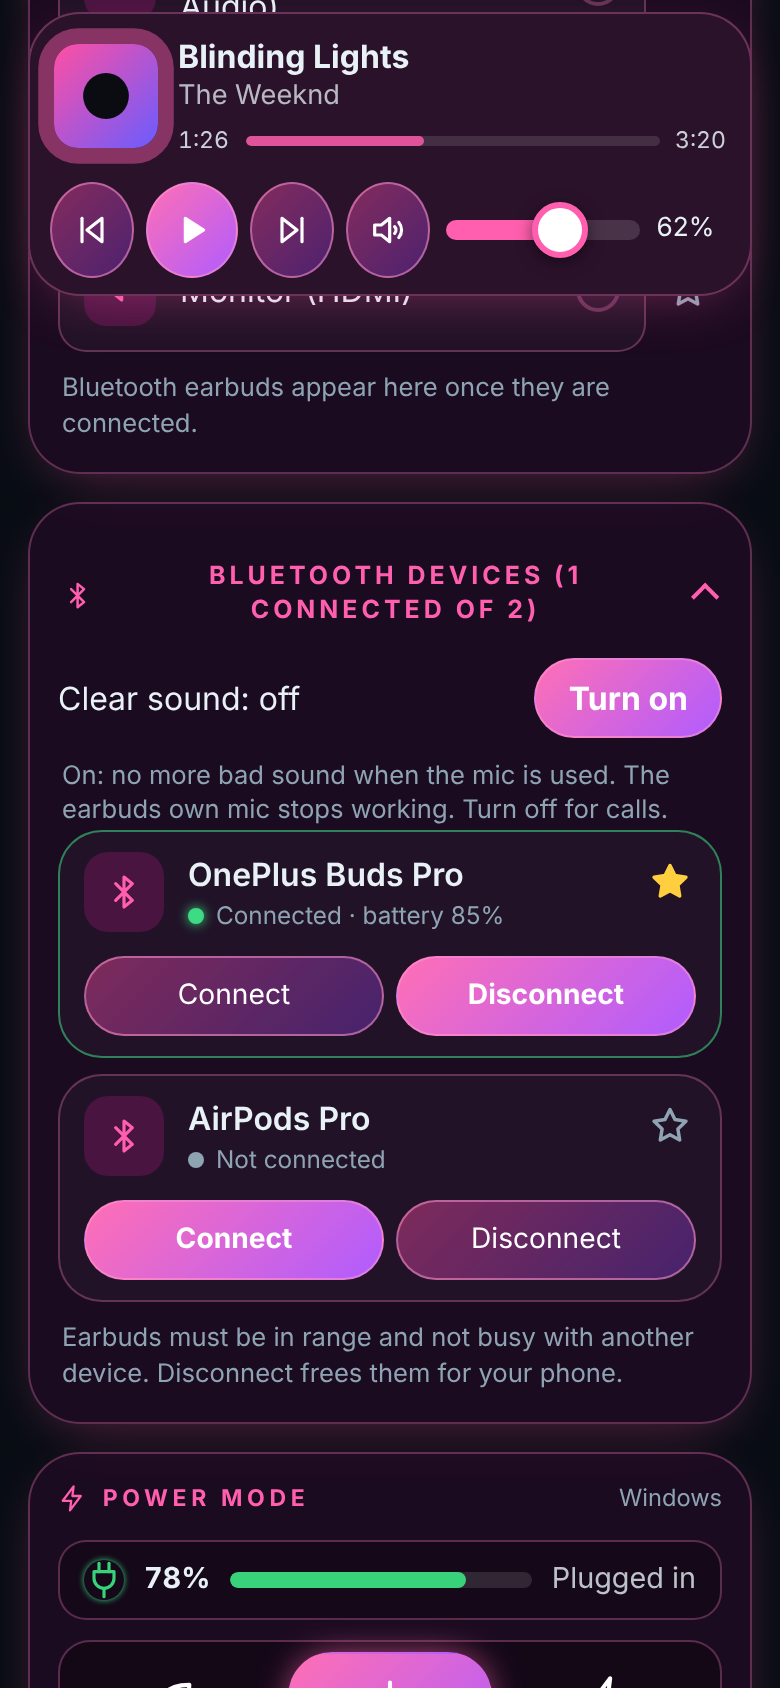 Audio)
Blinding Lights
The Weeknd
1:26
3:20
62%
Monitor (HDMI)
Bluetooth earbuds appear here once they are
connected.
BLUETOOTH DEVICES (1
CONNECTED OF 2)
Clear sound: off
Turn on
On: no more bad sound when the mic is used. The
earbuds own mic stops working. Turn off for calls.
OnePlus Buds Pro
Connected · battery 85%
Connect
Disconnect
AirPods Pro
Not connected
Connect
Disconnect
Earbuds must be in range and not busy with another
device. Disconnect frees them for your phone.
POWER MODE
Windows
78%
Plugged in